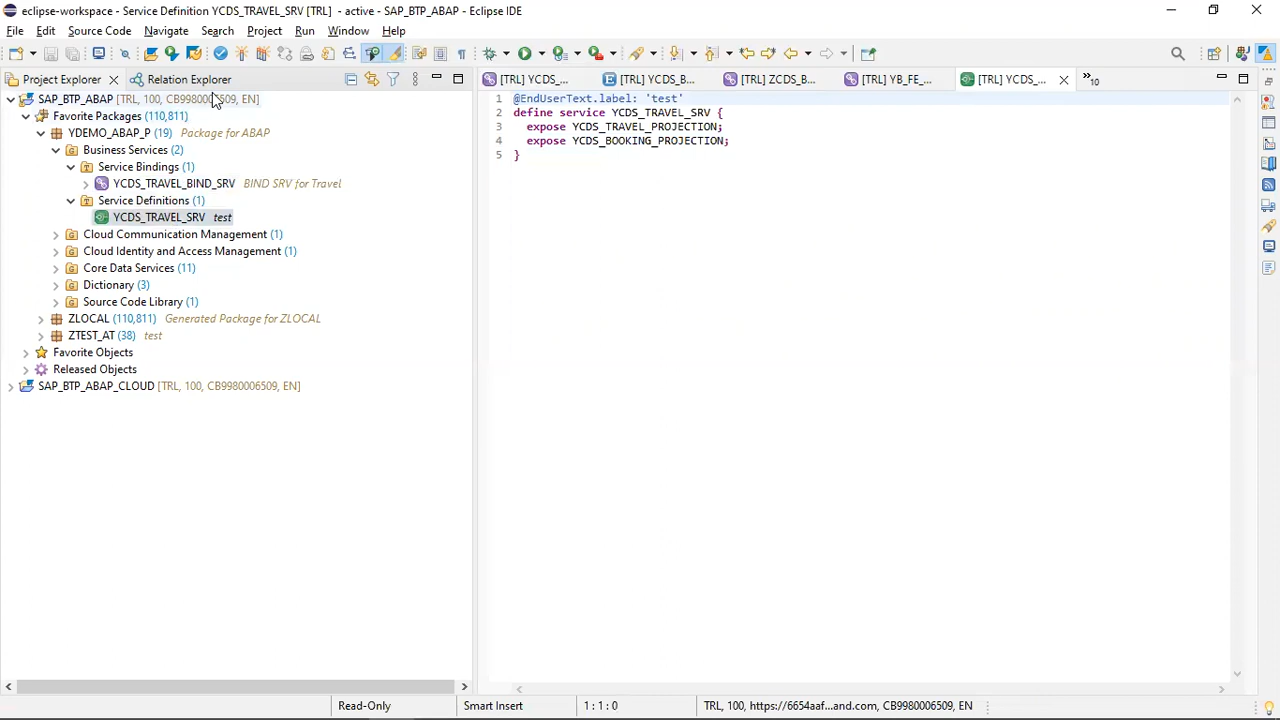 eclipse-workspace - Service Definition YCDS_TRAVEL_SRV [TRL] - active - SAP_BTP_ABAP - Eclipse IDE
File Edit Source Code Navigate Search Project Run Window Help
Project Explorer Relation Explorer
SAP_BTP_ABAP [TRL, 100, CB9980006509, EN]
Favorite Packages (110,811)
YDEMO_ABAP_P (19) Package for ABAP
Business Services (2)
Service Bindings (1)
YCDS_TRAVEL_BIND_SRV BIND SRV for Travel
Service Definitions (1)
YCDS_TRAVEL_SRV test
Cloud Communication Management (1)
Cloud Identity and Access Management (1)
Core Data Services (11)
Dictionary (3)
Source Code Library (1)
ZLOCAL (110,811) Generated Package for ZLOCAL
ZTEST_AT (38) test
Favorite Objects
Released Objects
SAP_BTP_ABAP_CLOUD [TRL, 100, CB9980006509, EN]
[TRL] YCDS_... [TRL] YCDS_B... [TRL] ZCDS_B... [TRL] YB_FE_... [TRL] YCDS_... 10
1 @EndUserText.label: 'test'
2 define service YCDS_TRAVEL_SRV {
3 expose YCDS_TRAVEL_PROJECTION;
4 expose YCDS_BOOKING_PROJECTION;
5 }
Read-Only Smart Insert 1 : 1 : 0 TRL, 100, https://6654aaf...and.com, CB9980006509, EN